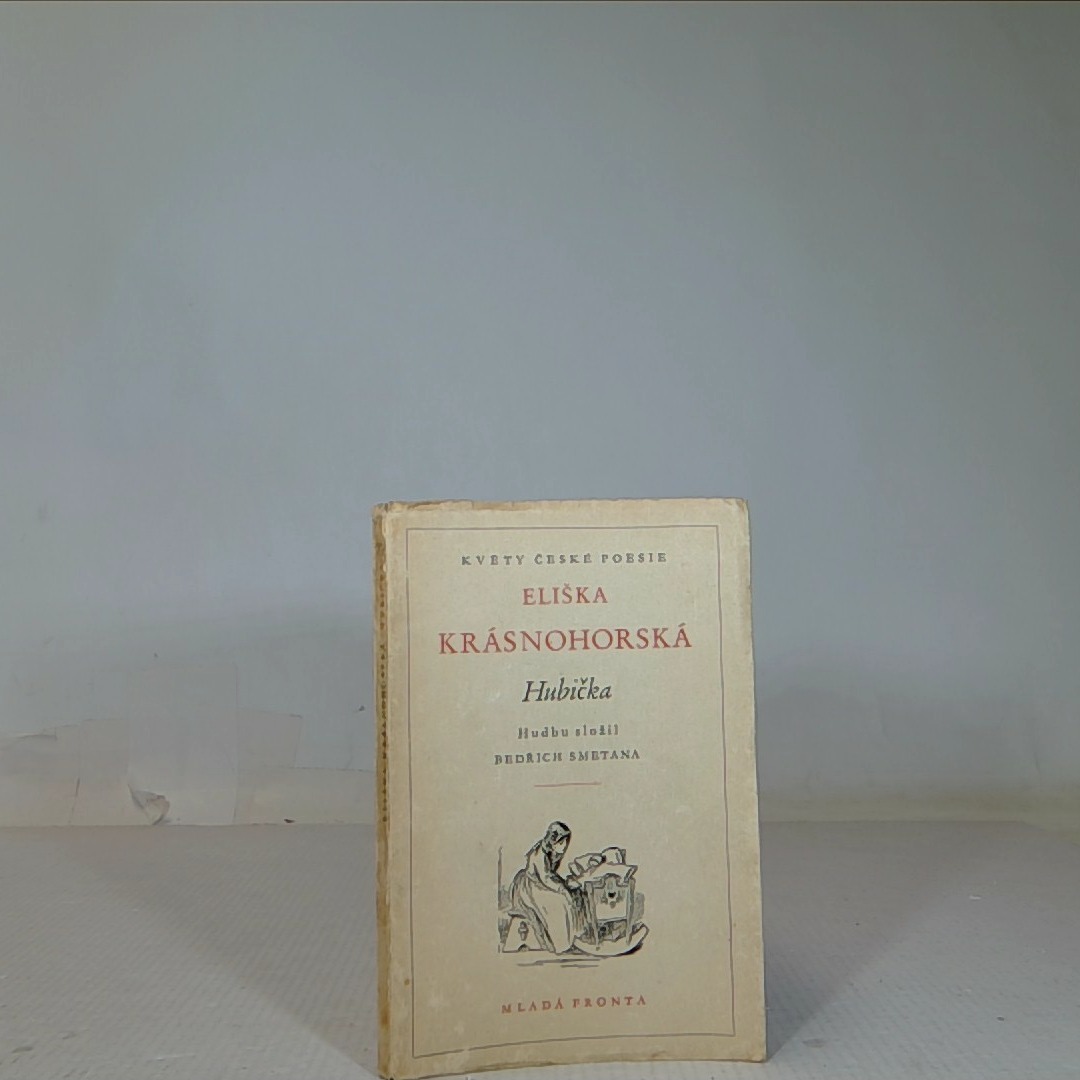 KVĚTY ČESKÉ POESIE
ELIŠKA
KRÁSNOHORSKÁ
Hubička
Hudbu složil
BEDŘICH SMETANA
MLADÁ FRONTA